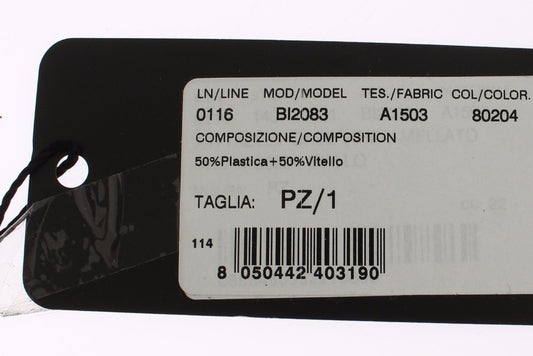 LN/LINE MOD/MODEL TES./FABRIC COL/COLOR.
0116 BI2083 A1503 80204
COMPOSIZIONE/COMPOSITION
50%Plastica+50%Vitello
TAGLIA: PZ/1
114
8 050442 403190